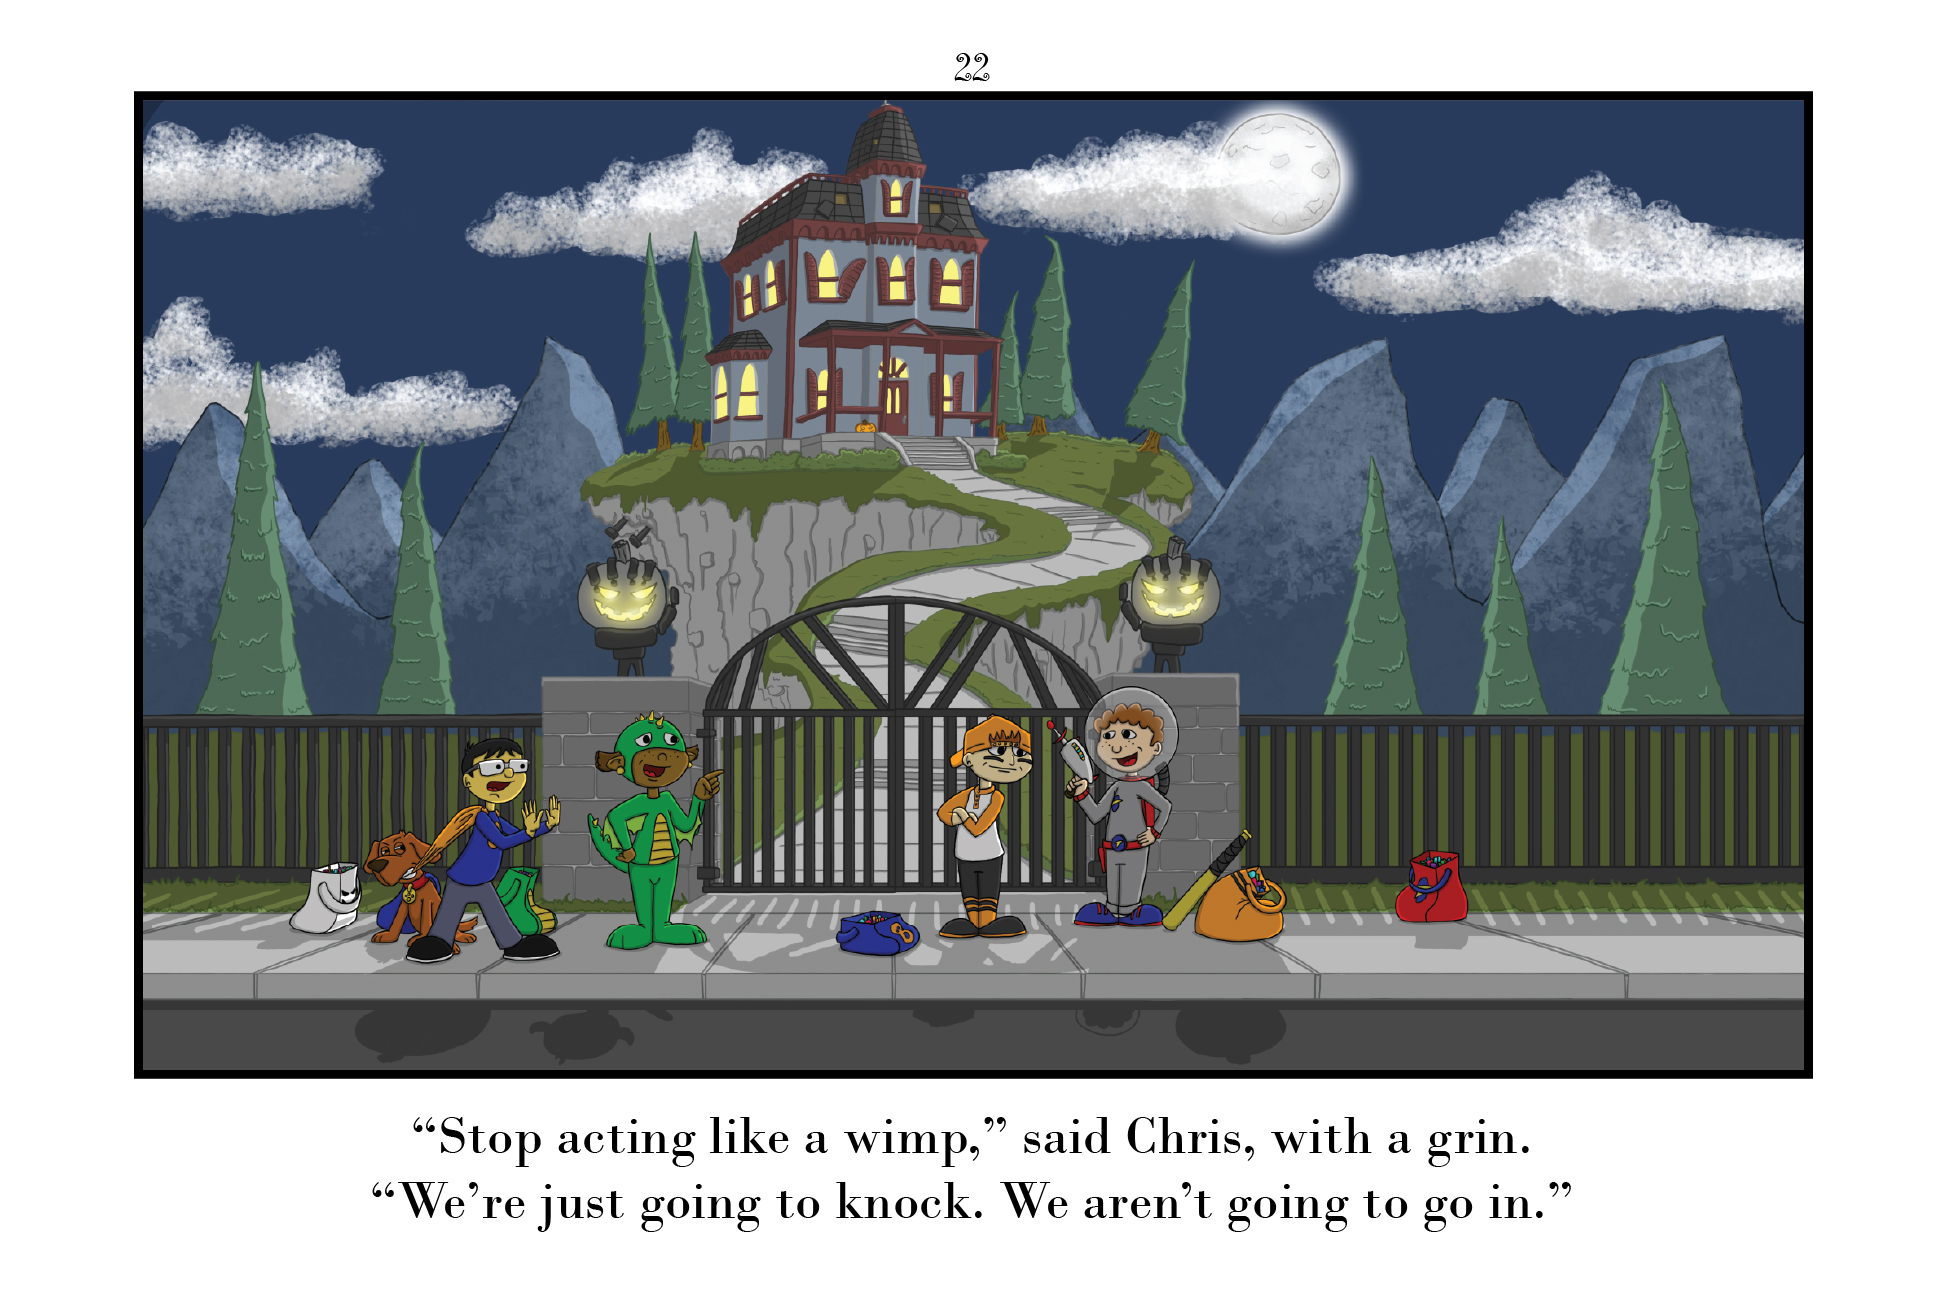 22
“Stop acting like a wimp,” said Chris, with a grin.
“We’re just going to knock. We aren’t going to go in.”